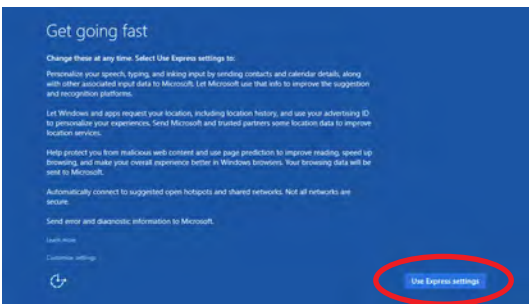 Get going fast
Change these at any time. Select Use Express settings to:
Personalize your speech, typing, and inking input by sending contacts and calendar details, along
with other associated input data to Microsoft. Let Microsoft use that info to improve the suggestion
and recognition platforms.
Let Windows and apps request your location, including location history, and use your advertising ID
to personalize your experiences. Send Microsoft and trusted partners some location data to improve
location services.
Help protect you from malicious web content and use page prediction to improve reading, speed up
browsing, and make your overall experience better in Windows browsers. Your browsing data will be
sent to Microsoft.
Automatically connect to suggested open hotspots and shared networks. Not all networks are
secure.
Send error and diagnostic information to Microsoft.
Learn more
Customize settings
Use Express settings